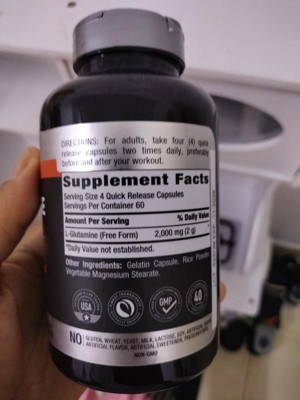 DIRECTIONS: For adults, take four (4) quick
release capsules two times daily, preferably
before and after your workout.
Supplement Facts
Serving Size 4 Quick Release Capsules
Servings Per Container 60
Amount Per Serving % Daily Value
L-Glutamine (Free Form) 2,000 mg (2 g) *
*Daily Value not established.
Other Ingredients: Gelatin Capsule, Rice Powder,
Vegetable Magnesium Stearate.
USA
GMP
40
NO GLUTEN, WHEAT, YEAST, MILK, LACTOSE, SOY, ARTIFICIAL
ARTIFICIAL FLAVOR, ARTIFICIAL SWEETENER,
NON-GMO